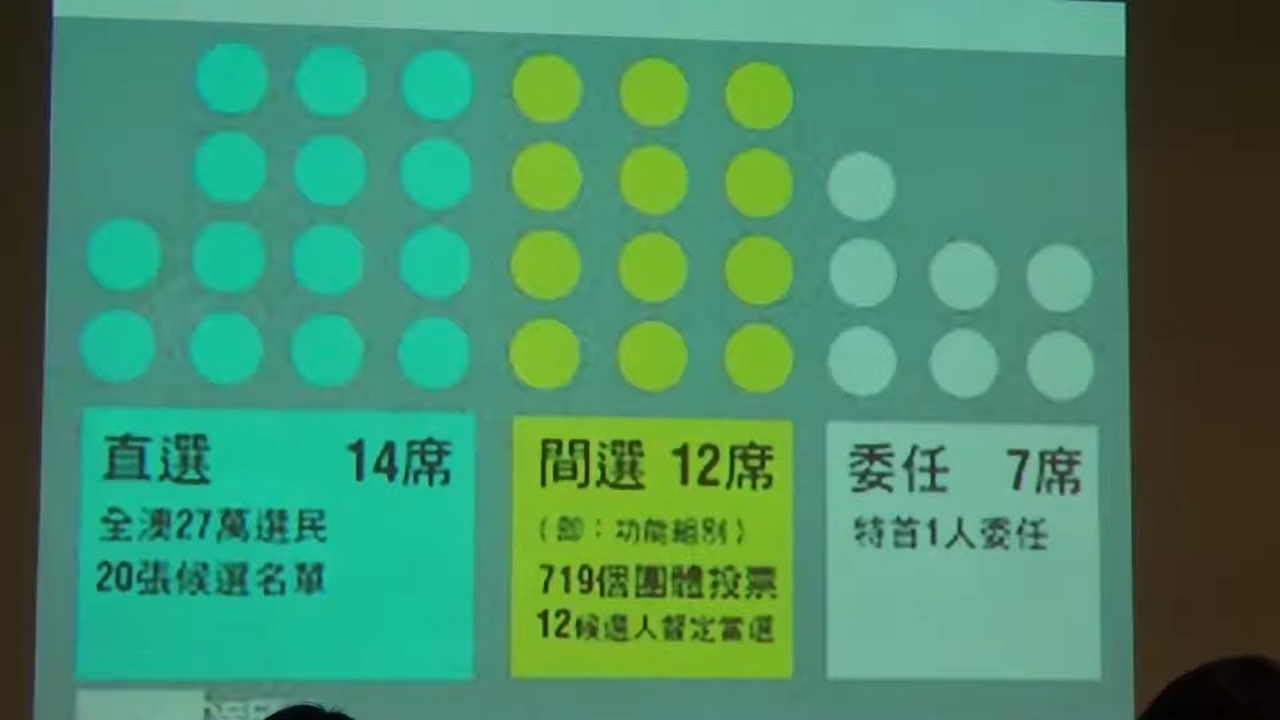 直選 14席
全澳27萬選民
20張候選名單
間選 12席
(即：功能組別)
719個團體投票
12候選人暫定當選
委任 7席
特首1人委任